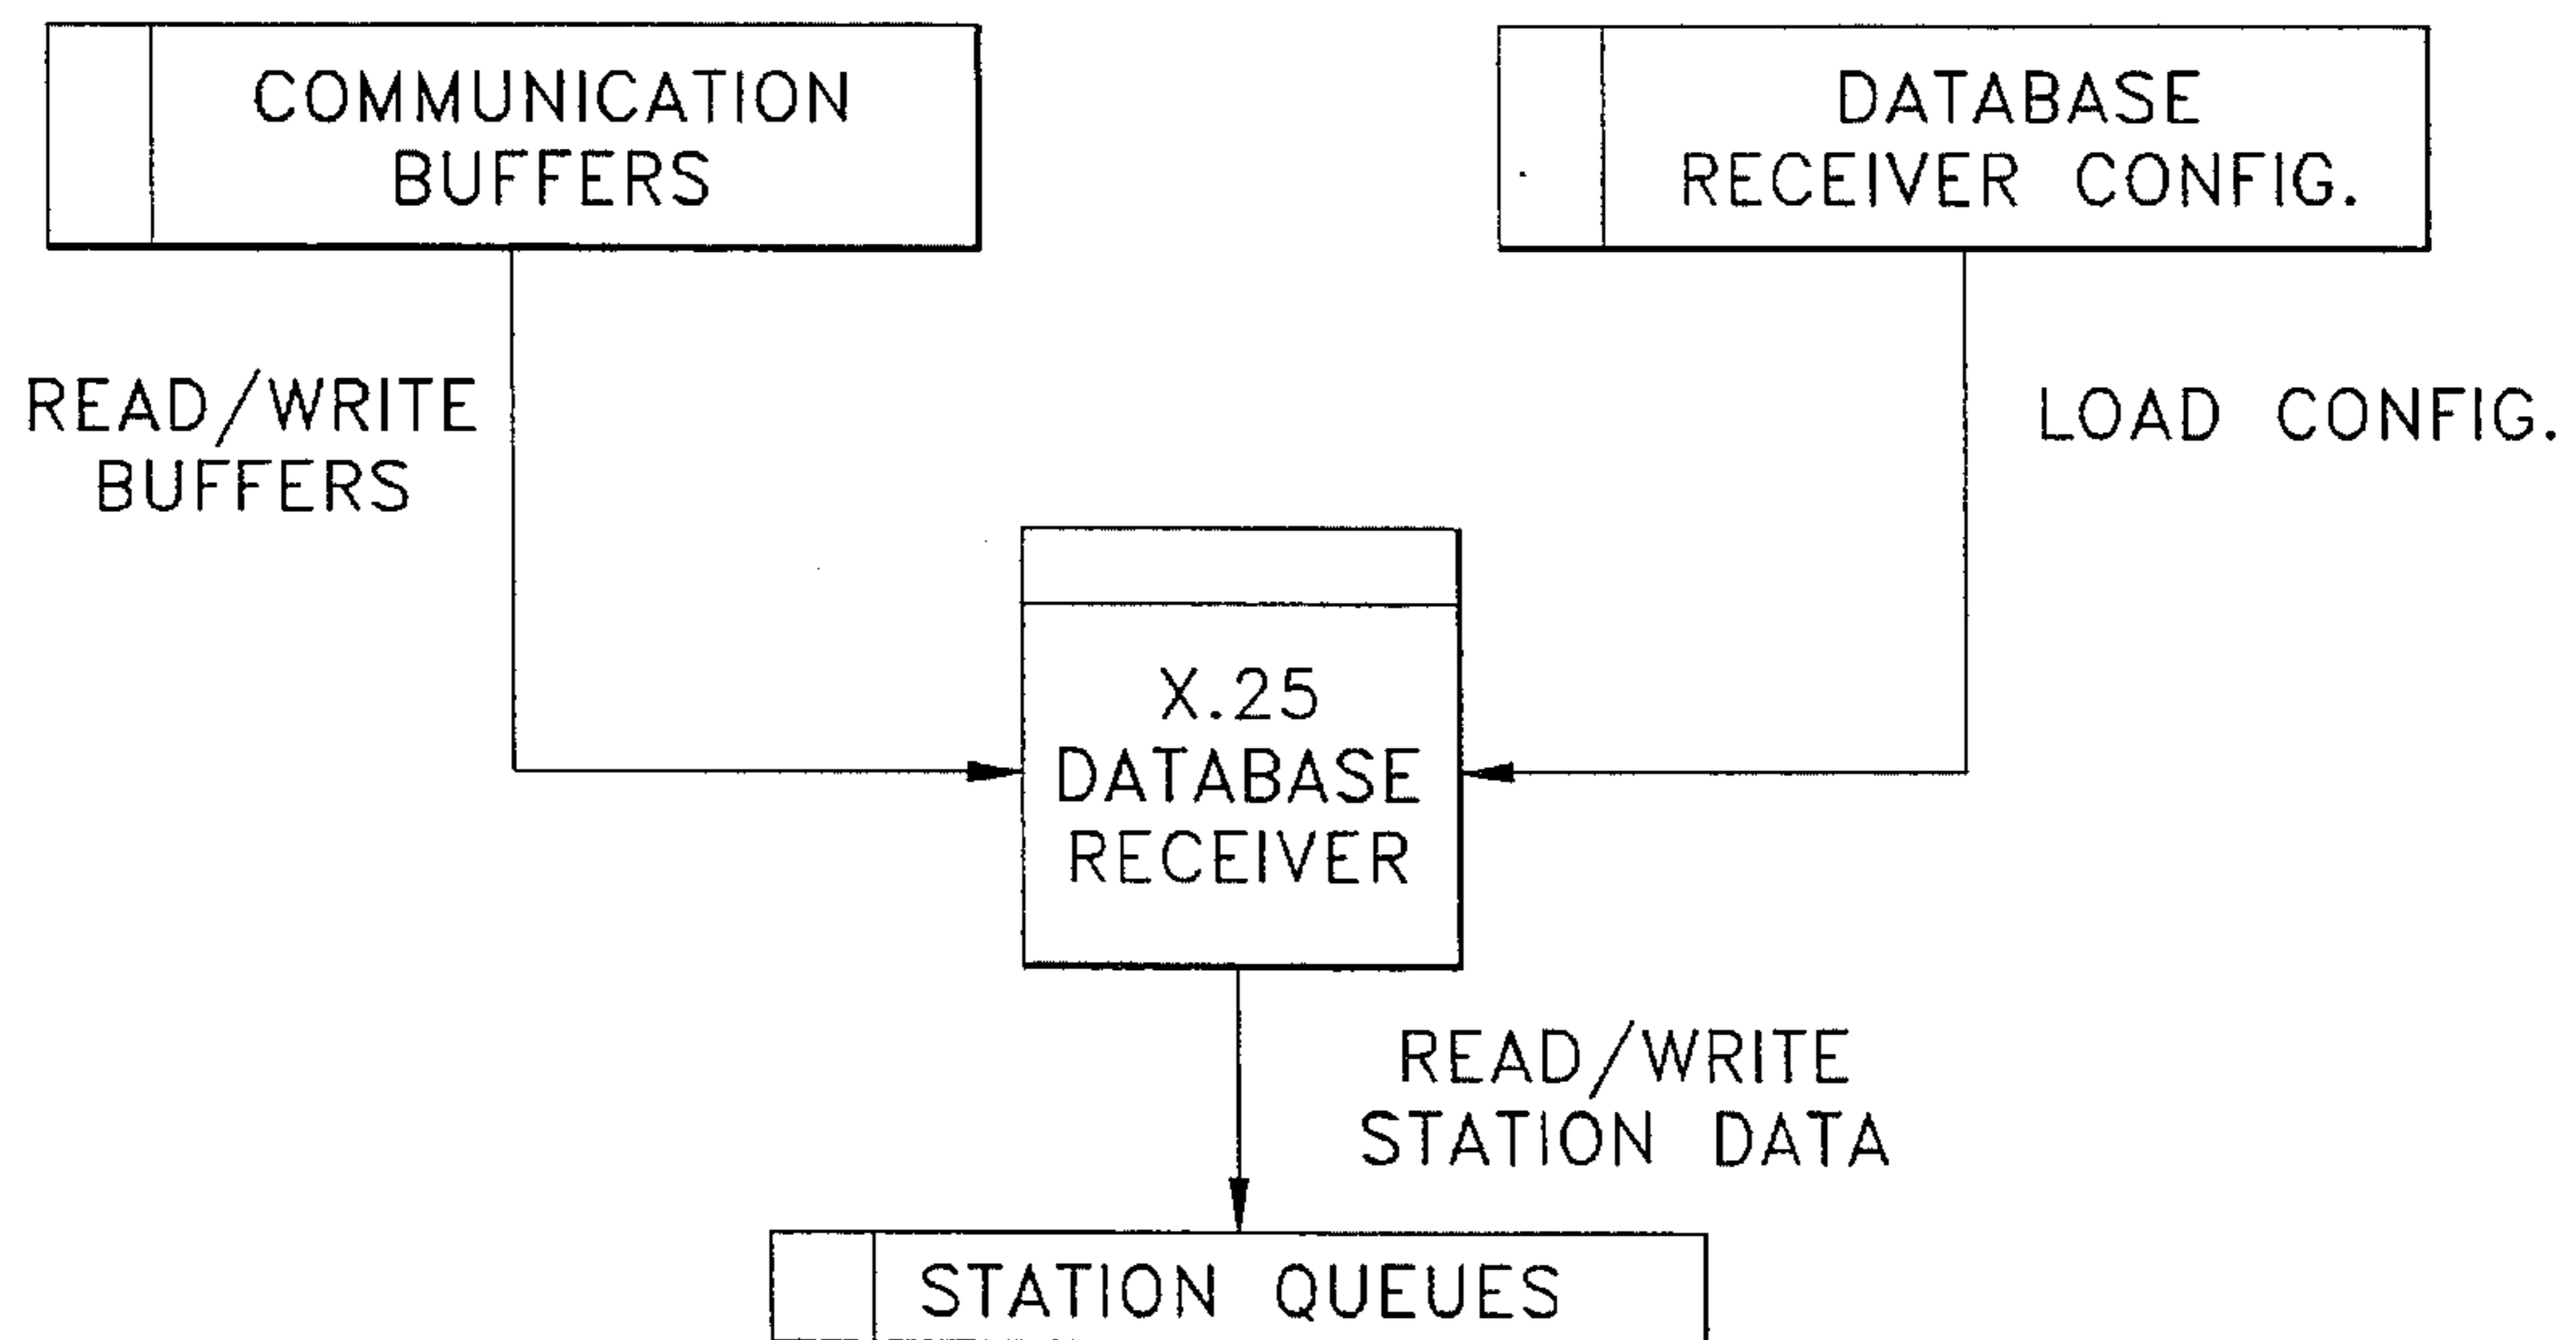 COMMUNICATION
BUFFERS
DATABASE
RECEIVER CONFIG.
READ/WRITE
BUFFERS
LOAD CONFIG.
X.25
DATABASE
RECEIVER
READ/WRITE
STATION DATA
STATION QUEUES